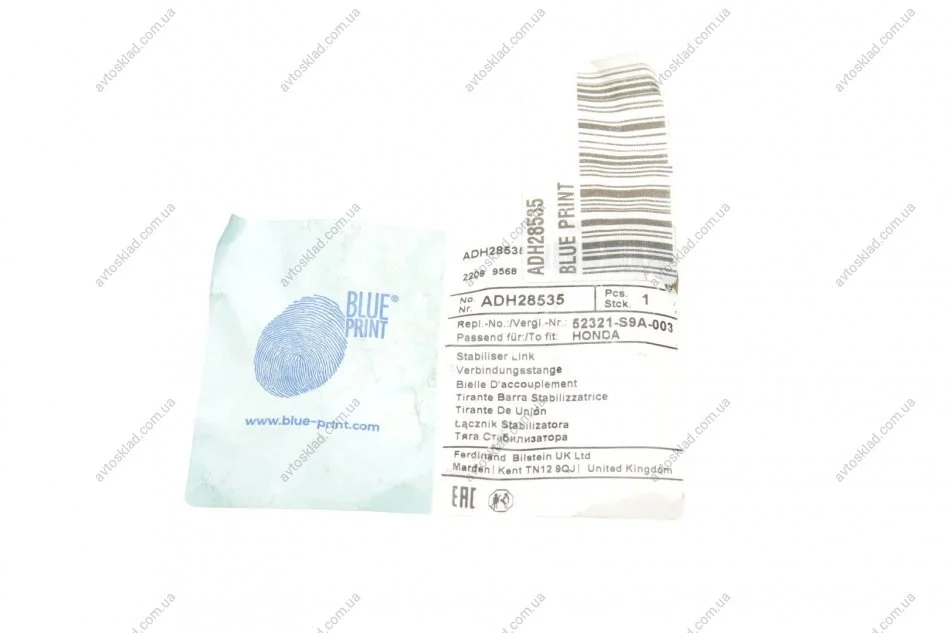 BLUE®
PRINT
www.blue-print.com
ADH28535
BLUE PRINT
ADH2853
2209 9568
No.
Nr. ADH28535
Pcs.
Stck. 1
Repl.-No.:/Vergl.-Nr.: 52321-S9A-003
Passend für:/To fit: HONDA
Stabiliser Link
Verbindungsstange
Bielle D'accouplement
Tirante Barra Stabilizzatrice
Tirante De Unión
Łącznik Stabilizatora
Тяга Стабилизатора
Ferdinand Bilstein UK Ltd
Marden| Kent TN12 9QJ| United Kingdom
EAC
avtosklad.com.ua